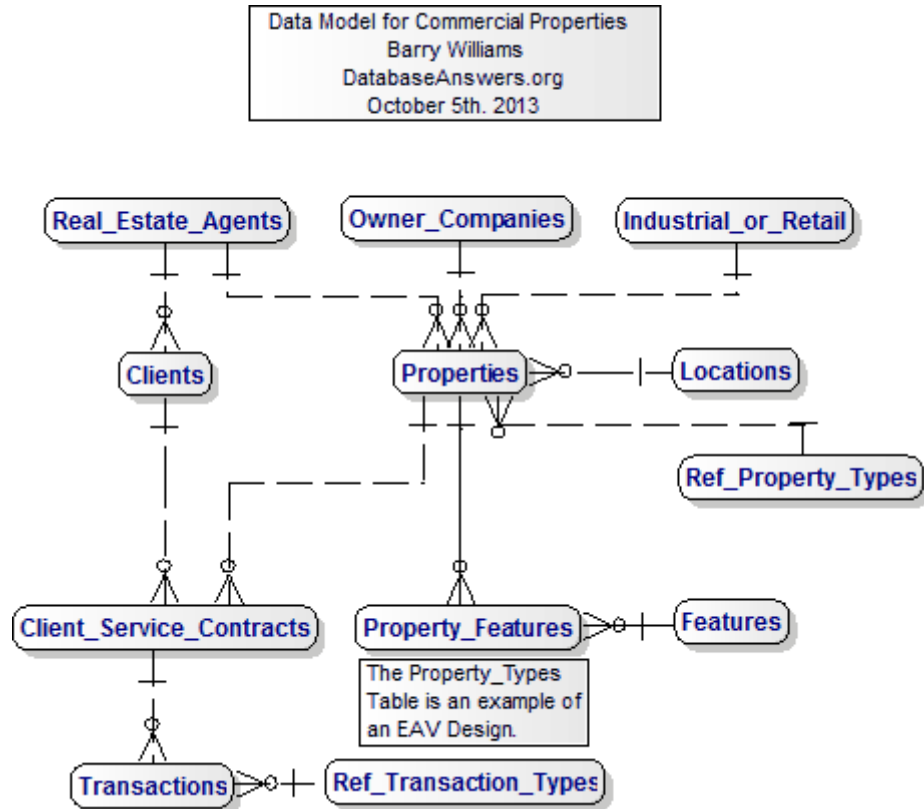 Data Model for Commercial Properties
Barry Williams
DatabaseAnswers.org
October 5th. 2013
Real_Estate_Agents
Owner_Companies
Industrial_or_Retail
Clients
Properties
Locations
Ref_Property_Types
Client_Service_Contracts
Property_Features
Features
The Property_Types
Table is an example of
an EAV Design.
Transactions
Ref_Transaction_Types